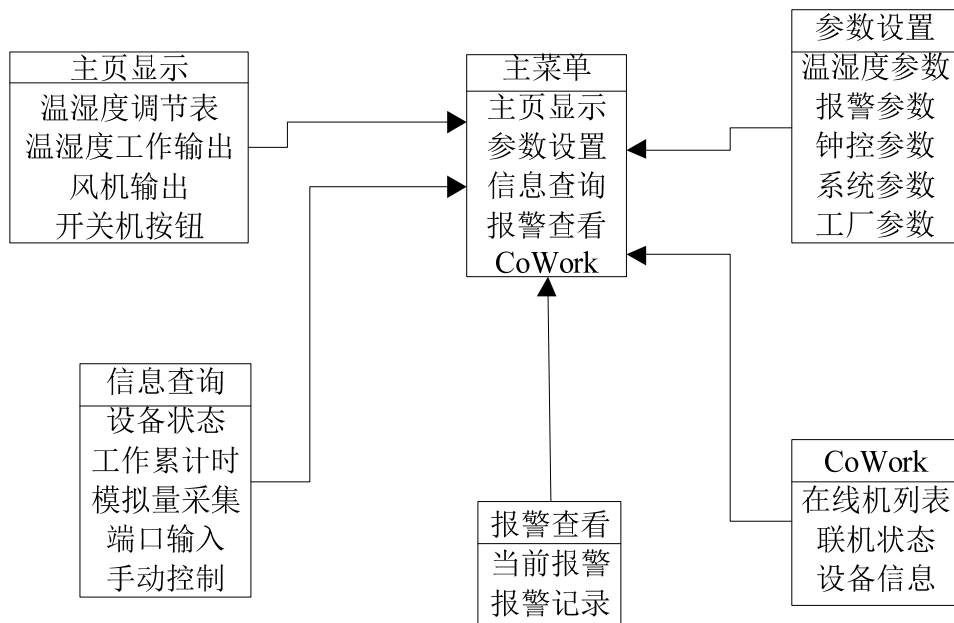 主页显示
温湿度调节表
温湿度工作输出
风机输出
开关机按钮
主菜单
主页显示
参数设置
信息查询
报警查看
CoWork
参数设置
温湿度参数
报警参数
钟控参数
系统参数
工厂参数
信息查询
设备状态
工作累计时
模拟量采集
端口输入
手动控制
报警查看
当前报警
报警记录
CoWork
在线机列表
联机状态
设备信息